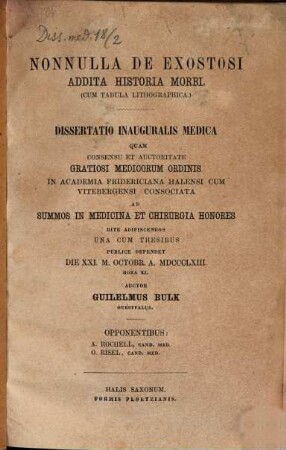 Diss. med. 18/2
NONNULLA DE EXOSTOSI
ADDITA HISTORIA MORBI.
(CUM TABULA LITHOGRAPHICA.)
DISSERTATIO INAUGURALIS MEDICA
QUAM
CONSENSU ET AUCTORITATE
GRATIOSI MEDICORUM ORDINIS
IN ACADEMIA FRIDERICIANA HALENSI CUM
VITEBERGENSI CONSOCIATA
AD
SUMMOS IN MEDICINA ET CHIRURGIA HONORES
RITE ADIPISCENDOS
UNA CUM THESIBUS
PUBLICE DEFENDET
DIE XXI. M. OCTOBR. A. MDCCCLXIII.
HORA XI.
AUCTOR
GUILELMUS BULK
GUESTFALUS.
OPPONENTIBUS:
A. ROCHELL, CAND. MED.
O. RISEL, CAND. MED.
HALIS SAXONUM.
FORMIS PLOETZIANIS.